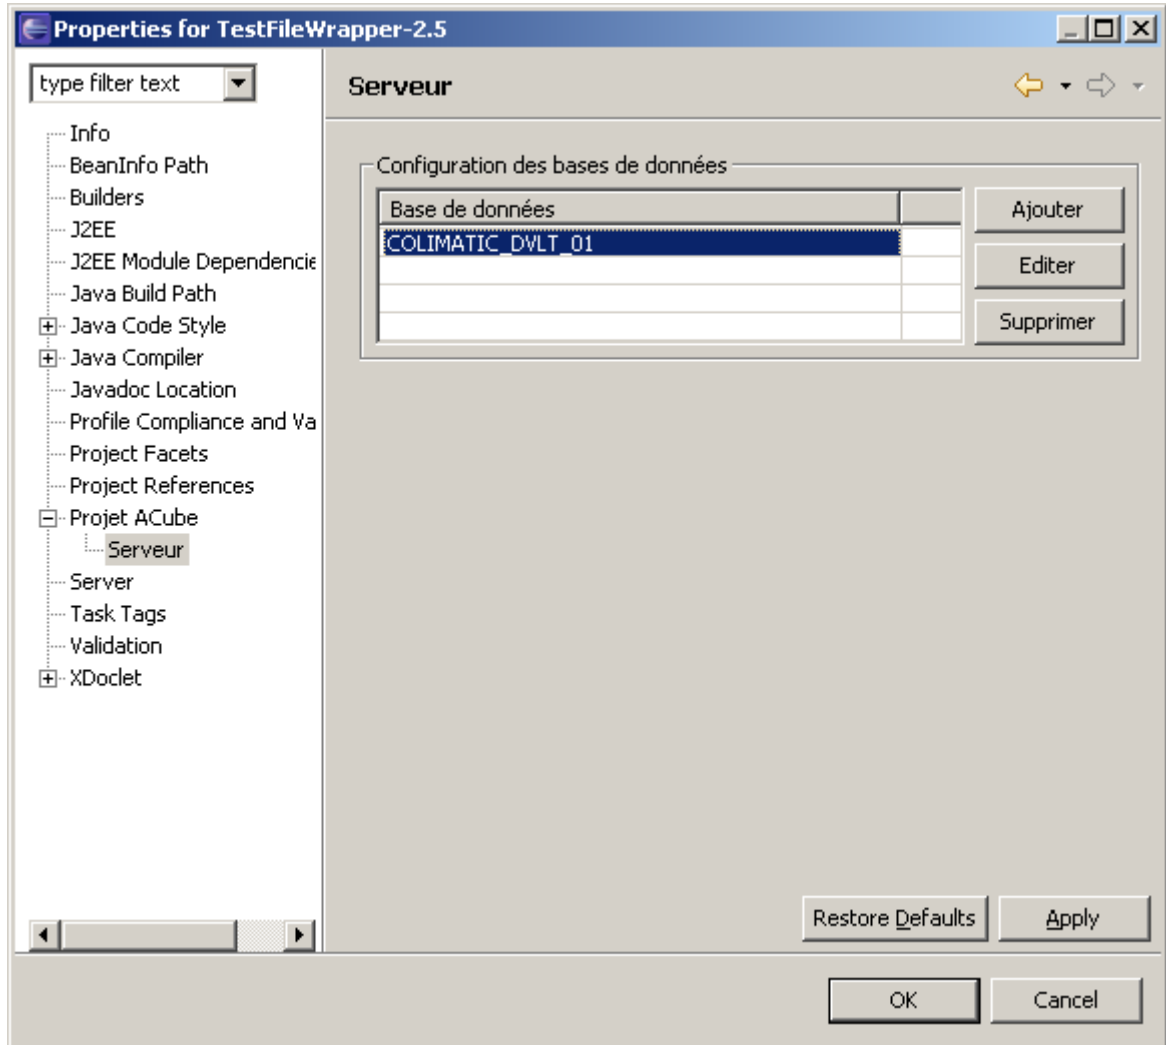 Properties for TestFileWrapper-2.5
type filter text
Info
BeanInfo Path
Builders
J2EE
J2EE Module Dependencie
Java Build Path
Java Code Style
Java Compiler
Javadoc Location
Profile Compliance and Va
Project Facets
Project References
Projet ACube
Serveur
Server
Task Tags
Validation
XDoclet
Serveur
Configuration des bases de données
Base de données
COLIMATIC_DVLT_01
Ajouter
Editer
Supprimer
Restore Defaults
Apply
OK
Cancel